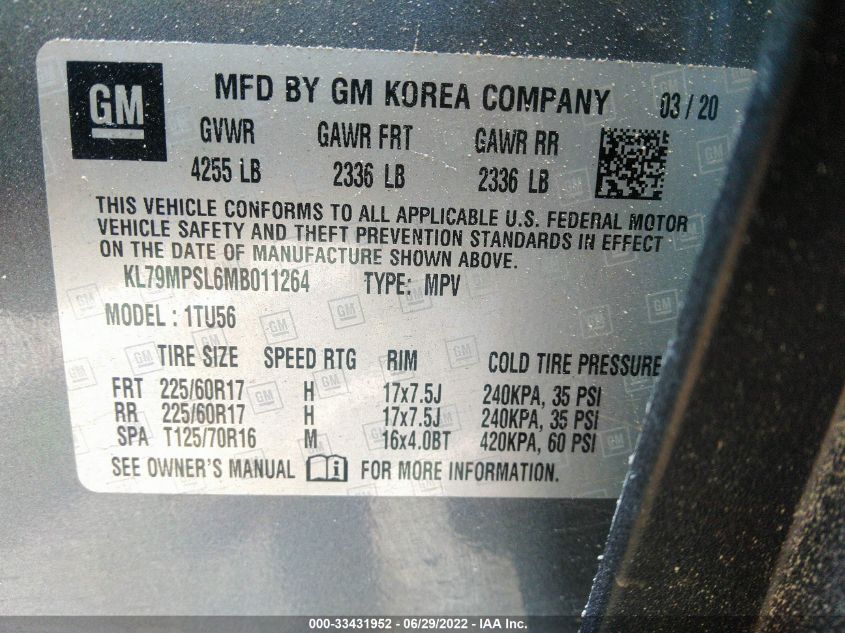 GM
MFD BY GM KOREA COMPANY 03/20
GVWR GAWR FRT GAWR RR
4255 LB 2336 LB 2336 LB
THIS VEHICLE CONFORMS TO ALL APPLICABLE U.S. FEDERAL MOTOR
VEHICLE SAFETY AND THEFT PREVENTION STANDARDS IN EFFECT
ON THE DATE OF MANUFACTURE SHOWN ABOVE.
KL79MPSL6MB011264 TYPE: MPV
MODEL : 1TU56
TIRE SIZE SPEED RTG RIM COLD TIRE PRESSURE
FRT 225/60R17 H 17x7.5J 240KPA, 35 PSI
RR 225/60R17 H 17x7.5J 240KPA, 35 PSI
SPA T125/70R16 M 16x4.0BT 420KPA, 60 PSI
SEE OWNER'S MANUAL FOR MORE INFORMATION.
000-33431952 - 06/29/2022 - IAA Inc.